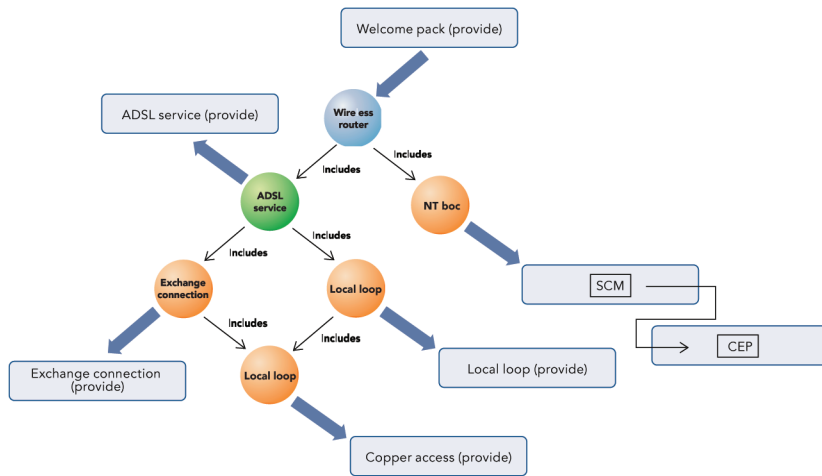 Welcome pack (provide)
ADSL service (provide)
Wire ess
router
Includes
Includes
ADSL
service
NT boc
Includes
Includes
Exchange
connection
Local loop
SCM
Includes
Includes
CEP
Exchange connection
(provide)
Local loop
Local loop (provide)
Copper access (provide)